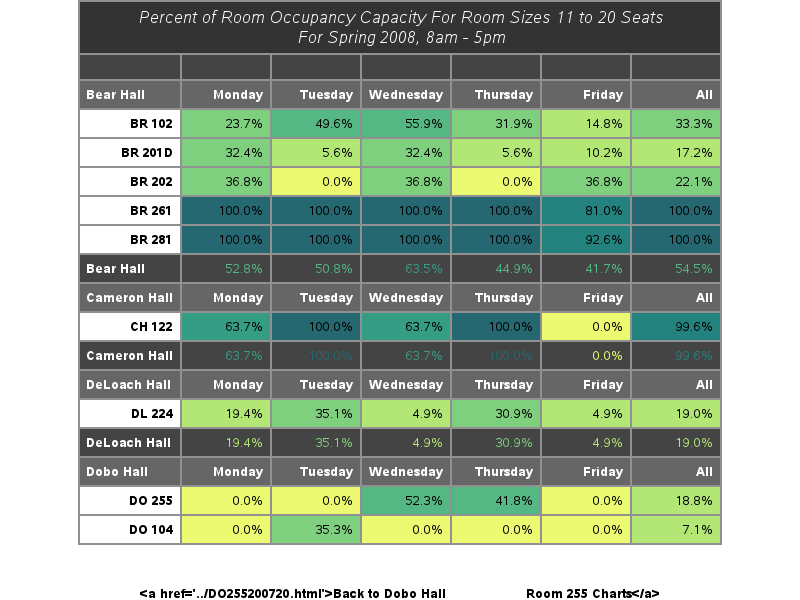 Percent of Room Occupancy Capacity For Room Sizes 11 to 20 Seats
For Spring 2008, 8am - 5pm
Bear Hall Monday Tuesday Wednesday Thursday Friday All
BR 102 23.7% 49.6% 55.9% 31.9% 14.8% 33.3%
BR 201D 32.4% 5.6% 32.4% 5.6% 10.2% 17.2%
BR 202 36.8% 0.0% 36.8% 0.0% 36.8% 22.1%
BR 261 100.0% 100.0% 100.0% 100.0% 81.0% 100.0%
BR 281 100.0% 100.0% 100.0% 100.0% 92.6% 100.0%
Bear Hall 52.8% 50.8% 63.5% 44.9% 41.7% 54.5%
Cameron Hall Monday Tuesday Wednesday Thursday Friday All
CH 122 63.7% 100.0% 63.7% 100.0% 0.0% 99.6%
Cameron Hall 63.7% 100.0% 63.7% 100.0% 0.0% 99.6%
DeLoach Hall Monday Tuesday Wednesday Thursday Friday All
DL 224 19.4% 35.1% 4.9% 30.9% 4.9% 19.0%
DeLoach Hall 19.4% 35.1% 4.9% 30.9% 4.9% 19.0%
Dobo Hall Monday Tuesday Wednesday Thursday Friday All
DO 255 0.0% 0.0% 52.3% 41.8% 0.0% 18.8%
DO 104 0.0% 35.3% 0.0% 0.0% 0.0% 7.1%
<a href='../DO255200720.html'>Back to Dobo Hall Room 255 Charts</a>